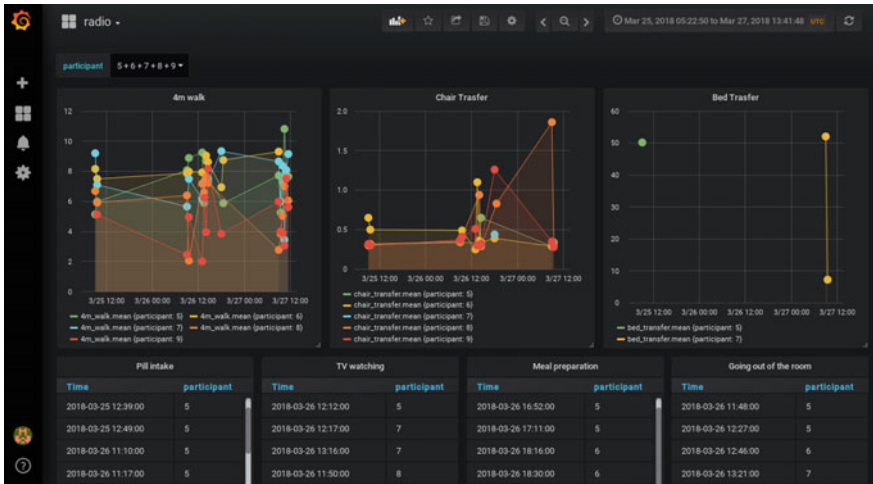 radio
Mar 25, 2018 05:22:50 to Mar 27, 2018 13:41:48 UTC
participant 5 + 6 + 7 + 8 + 9
4m walk
12
10
8
6
4
2
0
3/25 12:00 3/26 00:00 3/26 12:00 3/27 00:00 3/27 12:00
4m_walk.mean {participant: 5} 4m_walk.mean {participant: 6}
4m_walk.mean {participant: 7} 4m_walk.mean {participant: 8}
4m_walk.mean {participant: 9}
Chair Trasfer
2.0
1.5
1.0
0.5
0
3/25 12:00 3/26 00:00 3/26 12:00 3/27 00:00 3/27 12:00
chair_transfer.mean {participant: 5}
chair_transfer.mean {participant: 6}
chair_transfer.mean {participant: 7}
chair_transfer.mean {participant: 8}
chair_transfer.mean {participant: 9}
Bed Trasfer
60
50
40
30
20
10
0
3/25 12:00 3/26 00:00 3/26 12:00 3/27 00:00 3/27 12:00
bed_transfer.mean {participant: 5}
bed_transfer.mean {participant: 7}
Pill intake
Time participant
2018-03-25 12:39:00 5
2018-03-25 12:49:00 5
2018-03-26 11:10:00 5
2018-03-26 11:17:00 5
TV watching
Time participant
2018-03-26 12:12:00 5
2018-03-26 12:17:00 7
2018-03-26 13:16:00 7
2018-03-26 11:50:00 8
Meal preparation
Time participant
2018-03-26 16:52:00 5
2018-03-26 17:11:00 5
2018-03-26 18:16:00 6
2018-03-26 18:30:00 6
Going out of the room
Time participant
2018-03-26 11:48:00 5
2018-03-26 12:27:00 5
2018-03-26 12:46:00 6
2018-03-26 13:21:00 7